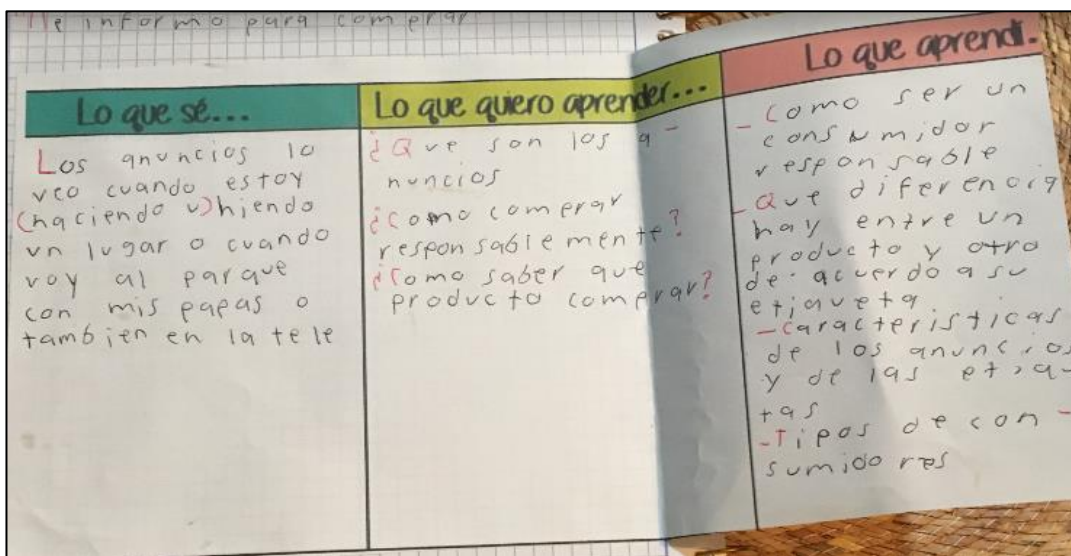 Me informo para comprar
Lo que sé...
Los anuncios lo
veo cuando estoy
(haciendo v)hiendo
un lugar o cuando
voy al parque
con mis papas o
tambien en la tele
Lo que quiero aprender...
¿Que son los a-
nuncios
¿Como comprar
responsablemente?
¿Como saber que
producto comprar?
Lo que aprendí.
-Como ser un
consumidor
responsable
-Que diferencia
hay entre un
producto y otro
de acuerdo a su
etiqueta
-caracteristicas
de los anuncios
y de las etique
tas
-Tipos de con-
sumidores